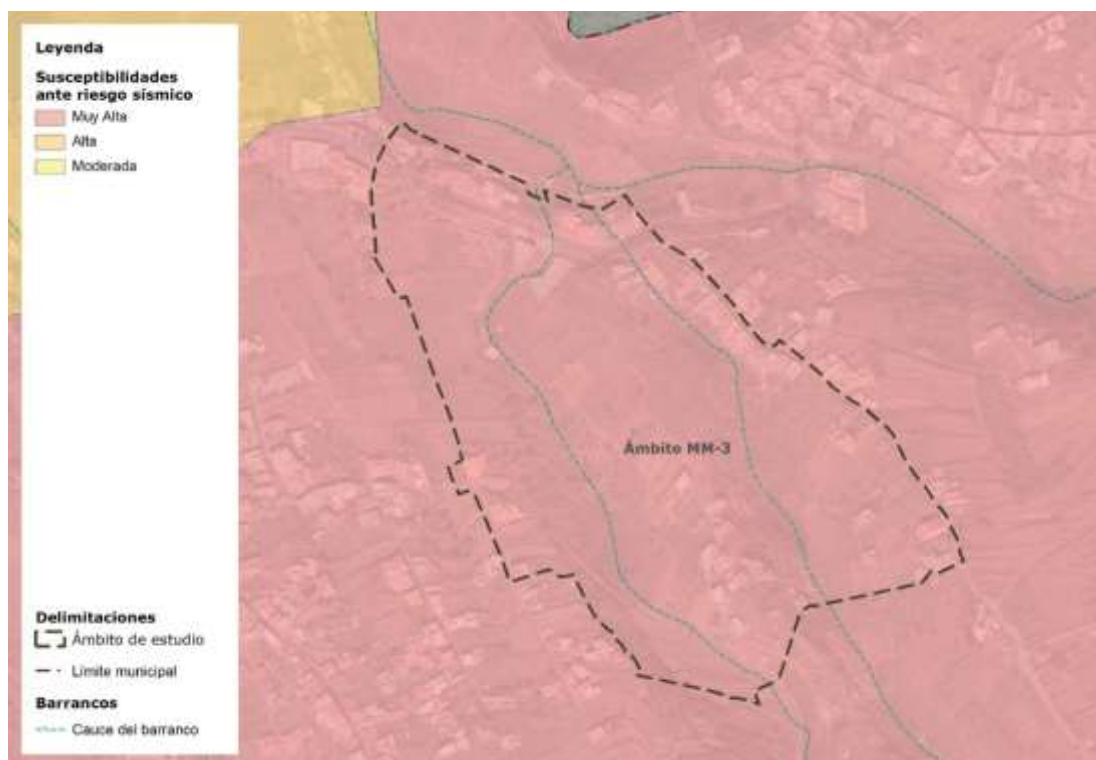 Leyenda
Susceptibilidades
ante riesgo sísmico
Muy Alta
Alta
Moderada
Delimitaciones
Ámbito de estudio
Límite municipal
Barrancos
Cauce del barranco
Ámbito MM-3